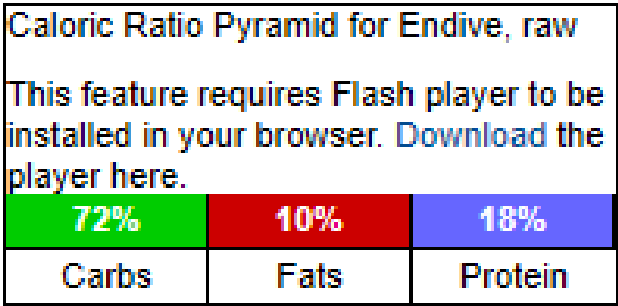 Caloric Ratio Pyramid for Endive, raw
This feature requires Flash player to be
installed in your browser. Download the
player here.
72% 10% 18%
Carbs Fats Protein